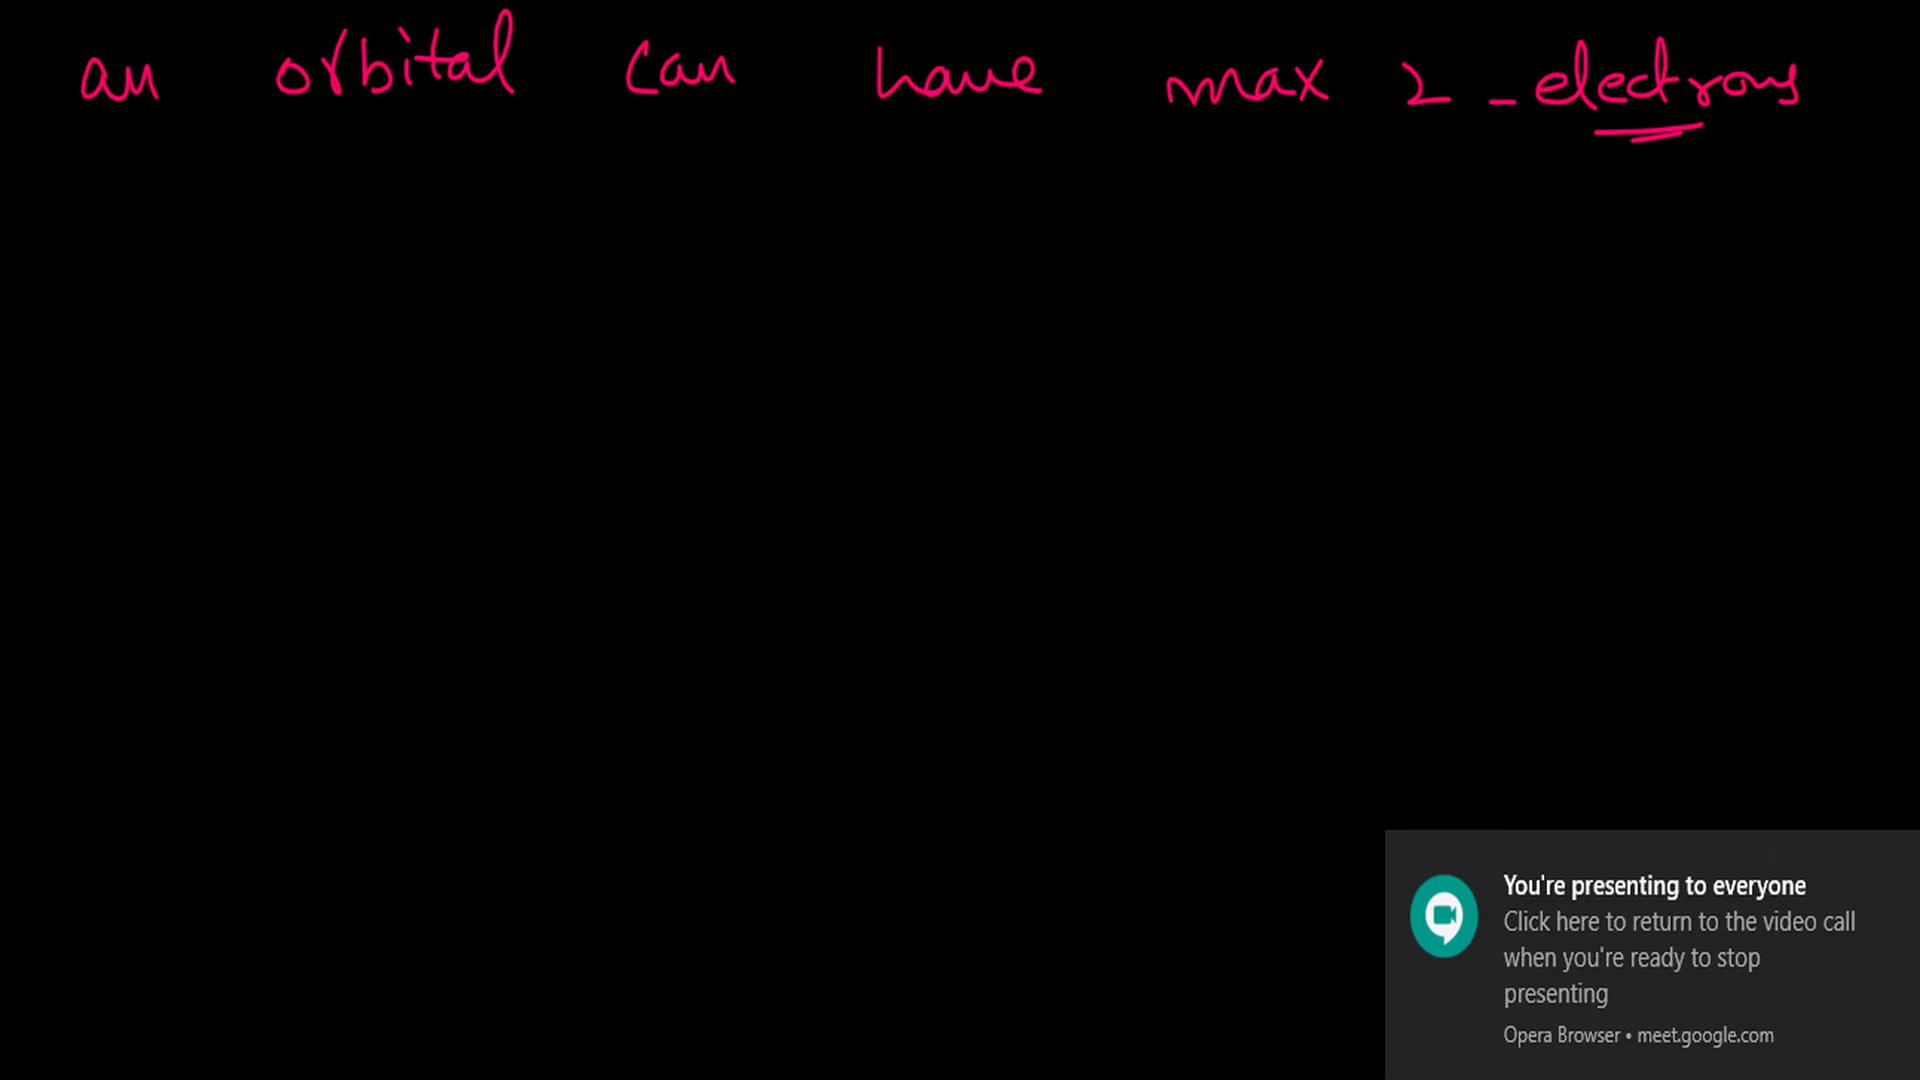 an orbital can have max 2 - electrons
You're presenting to everyone
Click here to return to the video call
when you're ready to stop
presenting
Opera Browser • meet.google.com